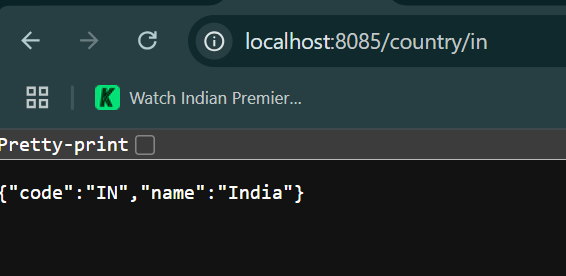 localhost:8085/country/in
K Watch Indian Premier...
Pretty-print
{"code":"IN","name":"India"}